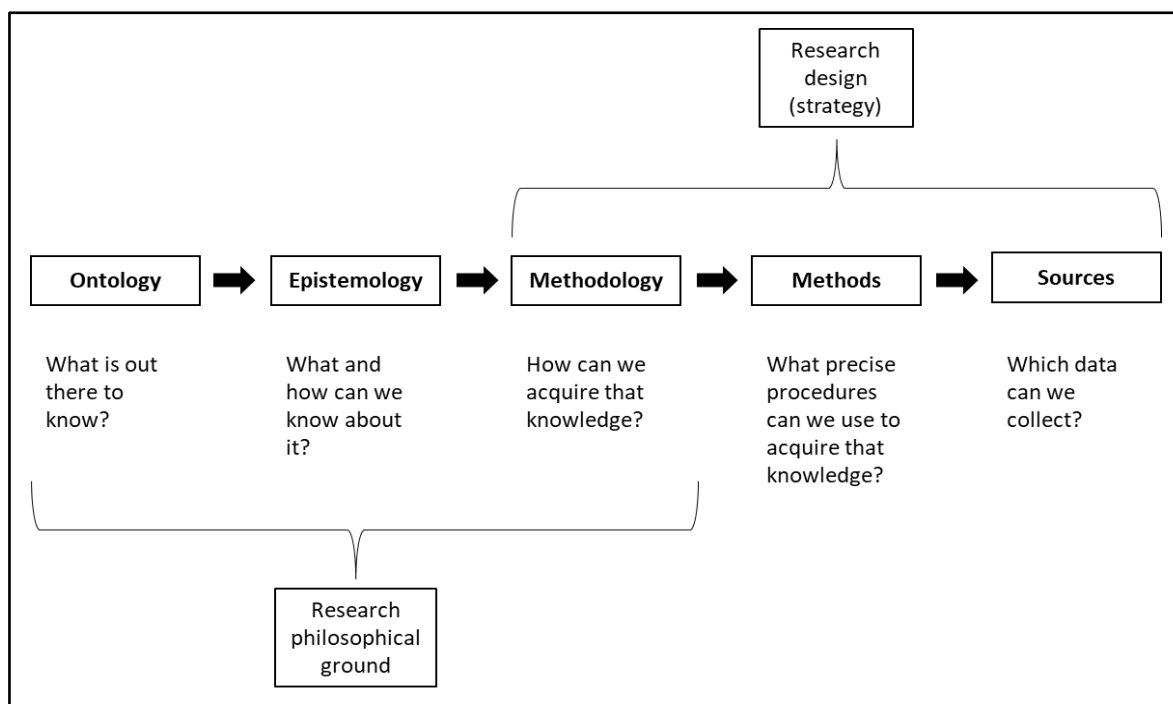 Research
design
(strategy)
Ontology
Epistemology
Methodology
Methods
Sources
What is out
there to
know?
What and
how can we
know about
it?
How can we
acquire that
knowledge?
What precise
procedures
can we use to
acquire that
knowledge?
Which data
can we
collect?
Research
philosophical
ground